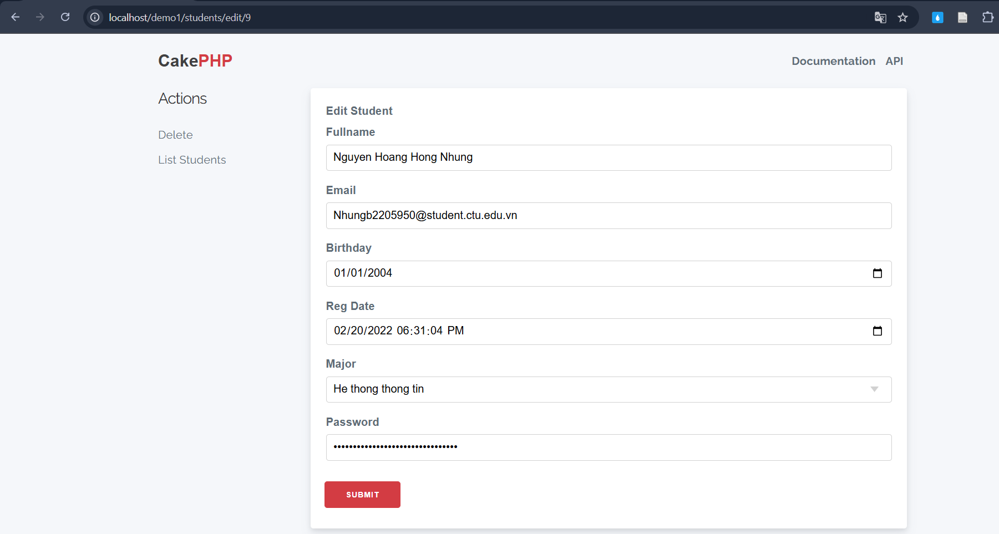 localhost/demo1/students/edit/9
CakePHP
Documentation API
Actions
Delete
List Students
Edit Student
Fullname
Nguyen Hoang Hong Nhung
Email
Nhungb2205950@student.ctu.edu.vn
Birthday
01/01/2004
Reg Date
02/20/2022 06:31:04 PM
Major
He thong thong tin
Password
••••••••••••••••••••••••••••••••
SUBMIT